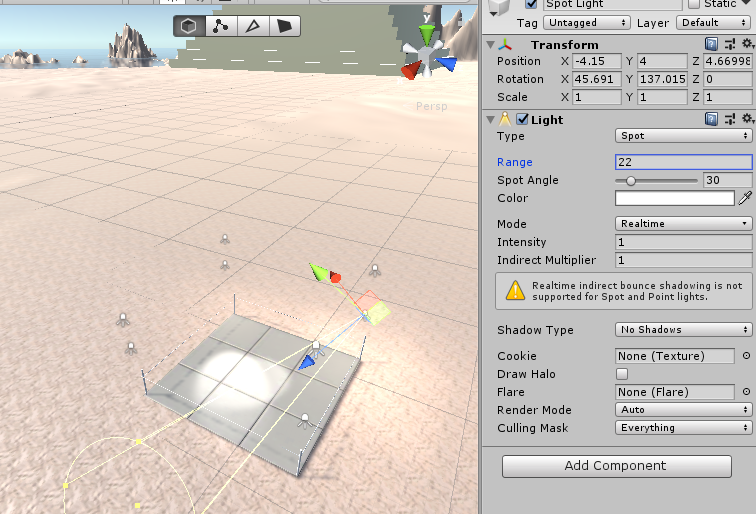 Spot Light
Static
Tag Untagged Layer Default
y
Persp
Transform
Position X -4.15 Y 4 Z 4.66998
Rotation X 45.691 Y 137.015 Z 0
Scale X 1 Y 1 Z 1
Light
Type Spot
Range 22
Spot Angle 30
Color
Mode Realtime
Intensity 1
Indirect Multiplier 1
Realtime indirect bounce shadowing is not
supported for Spot and Point lights.
Shadow Type No Shadows
Cookie None (Texture)
Draw Halo
Flare None (Flare)
Render Mode Auto
Culling Mask Everything
Add Component